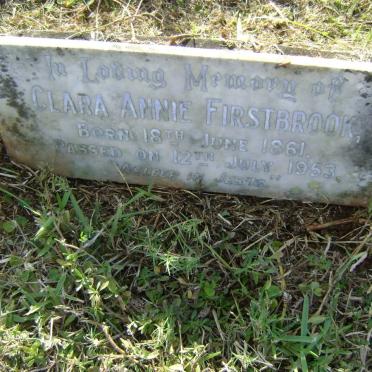 In Loving Memory of
CLARA ANNIE FIRSTBROOK
BORN 18TH JUNE 1861.
PASSED ON 12TH JULY 1953.